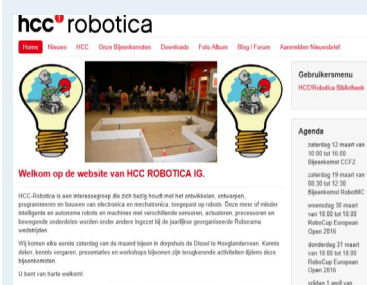 hcc robotica
Home Nieuws HCC Onze Bijeenkomsten Downloads Foto Album Blog / Forum Aanmelden Nieuwsbrief
Welkom op de website van HCC ROBOTICA IG.
HCC-Robotica is een interessegroep die zich bezig houdt met het ontwikkelen, ontwerpen,
programmeren en bouwen van electronica en mechatronica, toegepast op robots. Deze meer of minder
intelligente en autonome robots en machines met verschillende sensoren, actuatoren, processoren en
bewegende onderdelen worden onder andere ingezet bij de jaarlijkse georganiseerde Roborama
wedstrijden.
Wij komen elke eerste zaterdag van de maand bijeen in dorpshuis de Dissel te Hooglanderveen. Kennis
delen, kennis vergaren, presentaties en workshops bijwonen zijn terugkerende activiteiten tijdens deze
bijeenkomsten.
U bent van harte welkom!
Gebruikersmenu
HCC!Robotica Bibliotheek
Agenda
zaterdag 12 maart van
10:00 tot 16:00
Bijeenkomst CCFZ
zaterdag 19 maart van
08:30 tot 12:30
Bijeenkomst RobotMC
woensdag 30 maart
van 10:00 tot 18:00
RoboCup European
Open 2016
donderdag 31 maart
van 10:00 tot 18:00
RoboCup European
Open 2016
vrijdag 1 april van